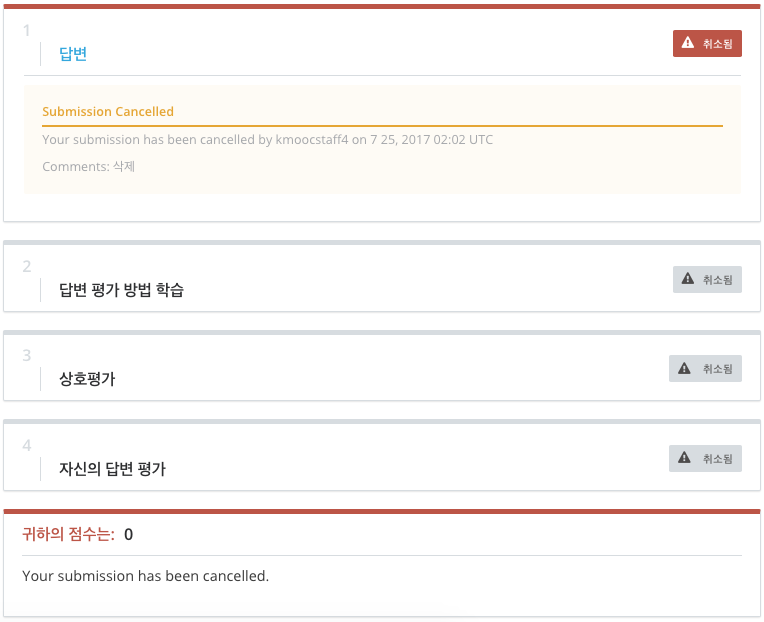 1
답변
취소됨
Submission Cancelled
Your submission has been cancelled by kmoocstaff4 on 7 25, 2017 02:02 UTC
Comments: 삭제
2
답변 평가 방법 학습
취소됨
3
상호평가
취소됨
4
자신의 답변 평가
취소됨
귀하의 점수는: 0
Your submission has been cancelled.